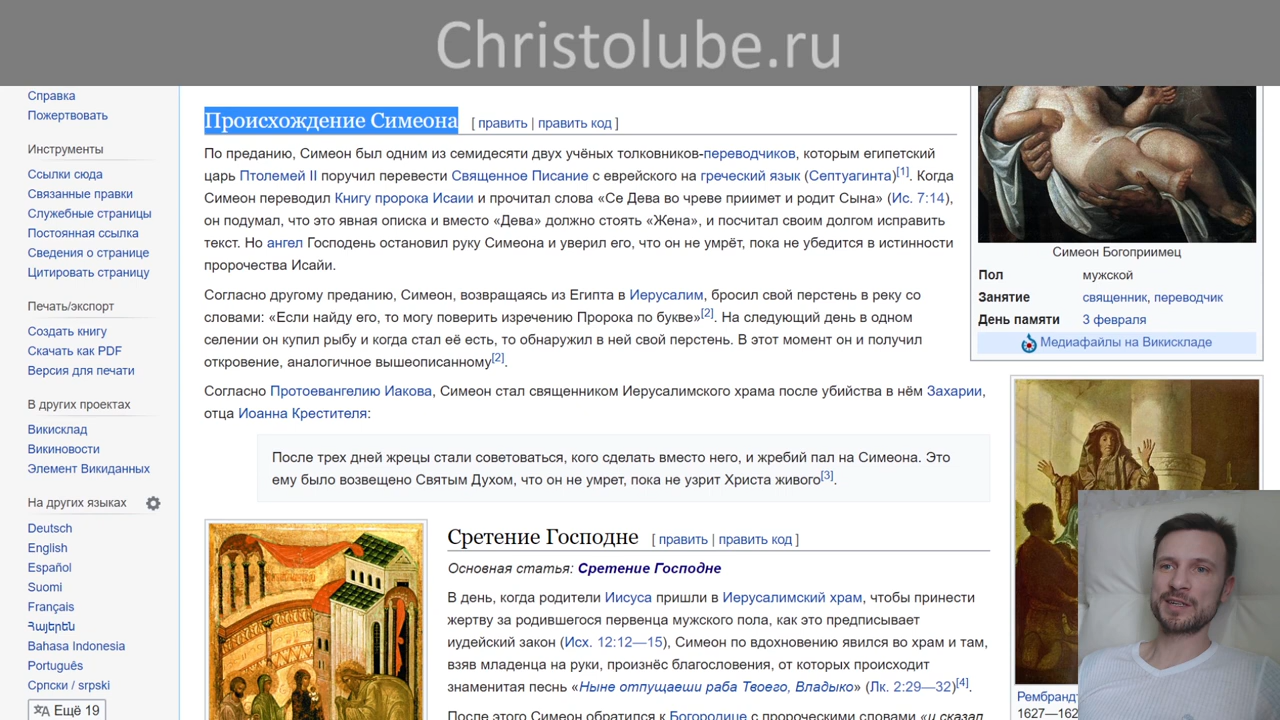 Christolube.ru
Справка
Пожертвовать
Инструменты
Ссылки сюда
Связанные правки
Служебные страницы
Постоянная ссылка
Сведения о странице
Цитировать страницу
Печать/экспорт
Создать книгу
Скачать как PDF
Версия для печати
В других проектах
Викисклад
Викиновости
Элемент Викиданных
На других языках
Deutsch
English
Español
Suomi
Français
Հայերեն
Bahasa Indonesia
Português
Српски / srpski
Ещё 19
Происхождение Симеона [ править | править код ]
По преданию, Симеон был одним из семидесяти двух учёных толковников-переводчиков, которым египетский
царь Птолемей II поручил перевести Священное Писание с еврейского на греческий язык (Септуагинта)[1]. Когда
Симеон переводил Книгу пророка Исаии и прочитал слова «Се Дева во чреве приимет и родит Сына» (Ис. 7:14),
он подумал, что это явная описка и вместо «Дева» должно стоять «Жена», и посчитал своим долгом исправить
текст. Но ангел Господень остановил руку Симеона и уверил его, что он не умрёт, пока не убедится в истинности
пророчества Исайи.
Согласно другому преданию, Симеон, возвращаясь из Египта в Иерусалим, бросил свой перстень в реку со
словами: «Если найду его, то могу поверить изречению Пророка по букве»[2]. На следующий день в одном
селении он купил рыбу и когда стал её есть, то обнаружил в ней свой перстень. В этот момент он и получил
откровение, аналогичное вышеописанному[2].
Согласно Протоевангелию Иакова, Симеон стал священником Иерусалимского храма после убийства в нём Захарии,
отца Иоанна Крестителя:
После трех дней жрецы стали советоваться, кого сделать вместо него, и жребий пал на Симеона. Это
ему было возвещено Святым Духом, что он не умрет, пока не узрит Христа живого[3].
Сретение Господне [ править | править код ]
Основная статья: Сретение Господне
В день, когда родители Иисуса пришли в Иерусалимский храм, чтобы принести
жертву за родившегося первенца мужского пола, как это предписывает
иудейский закон (Исх. 12:12—15), Симеон по вдохновению явился во храм и там,
взяв младенца на руки, произнёс благословения, от которых происходит
знаменитая песнь «Ныне отпущаеши раба Твоего, Владыко» (Лк. 2:29—32)[4].
После этого Симеон обратился к Богородице с пророческими словами «и сказал
Симеон Богоприимец
Пол мужской
Занятие священник, переводчик
День памяти 3 февраля
Медиафайлы на Викискладе
Рембрандт
1627—162